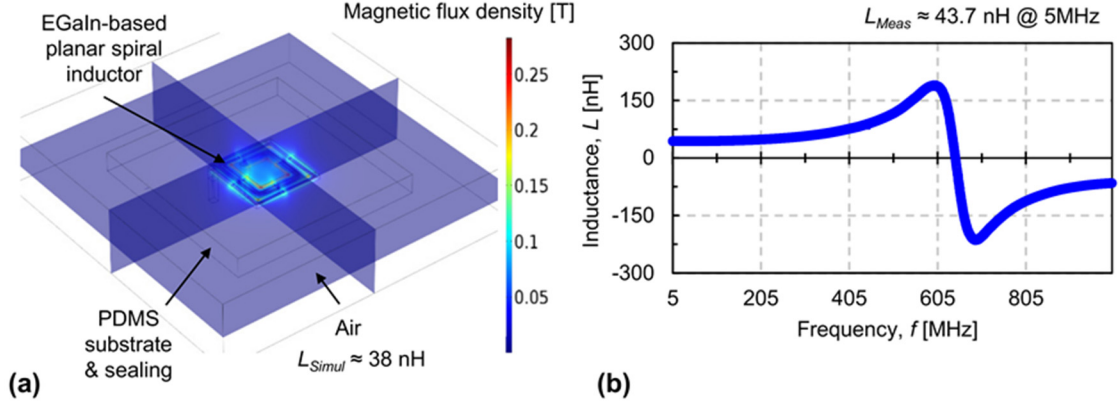 Magnetic flux density [T]
EGaIn-based
planar spiral
inductor
0.25
0.2
0.15
0.1
0.05
PDMS
substrate
& sealing
Air
L_Simul ≈ 38 nH
(a)
L_Meas ≈ 43.7 nH @ 5MHz
Inductance, L [nH]
300
150
0
-150
-300
5 205 405 605 805
Frequency, f [MHz]
(b)